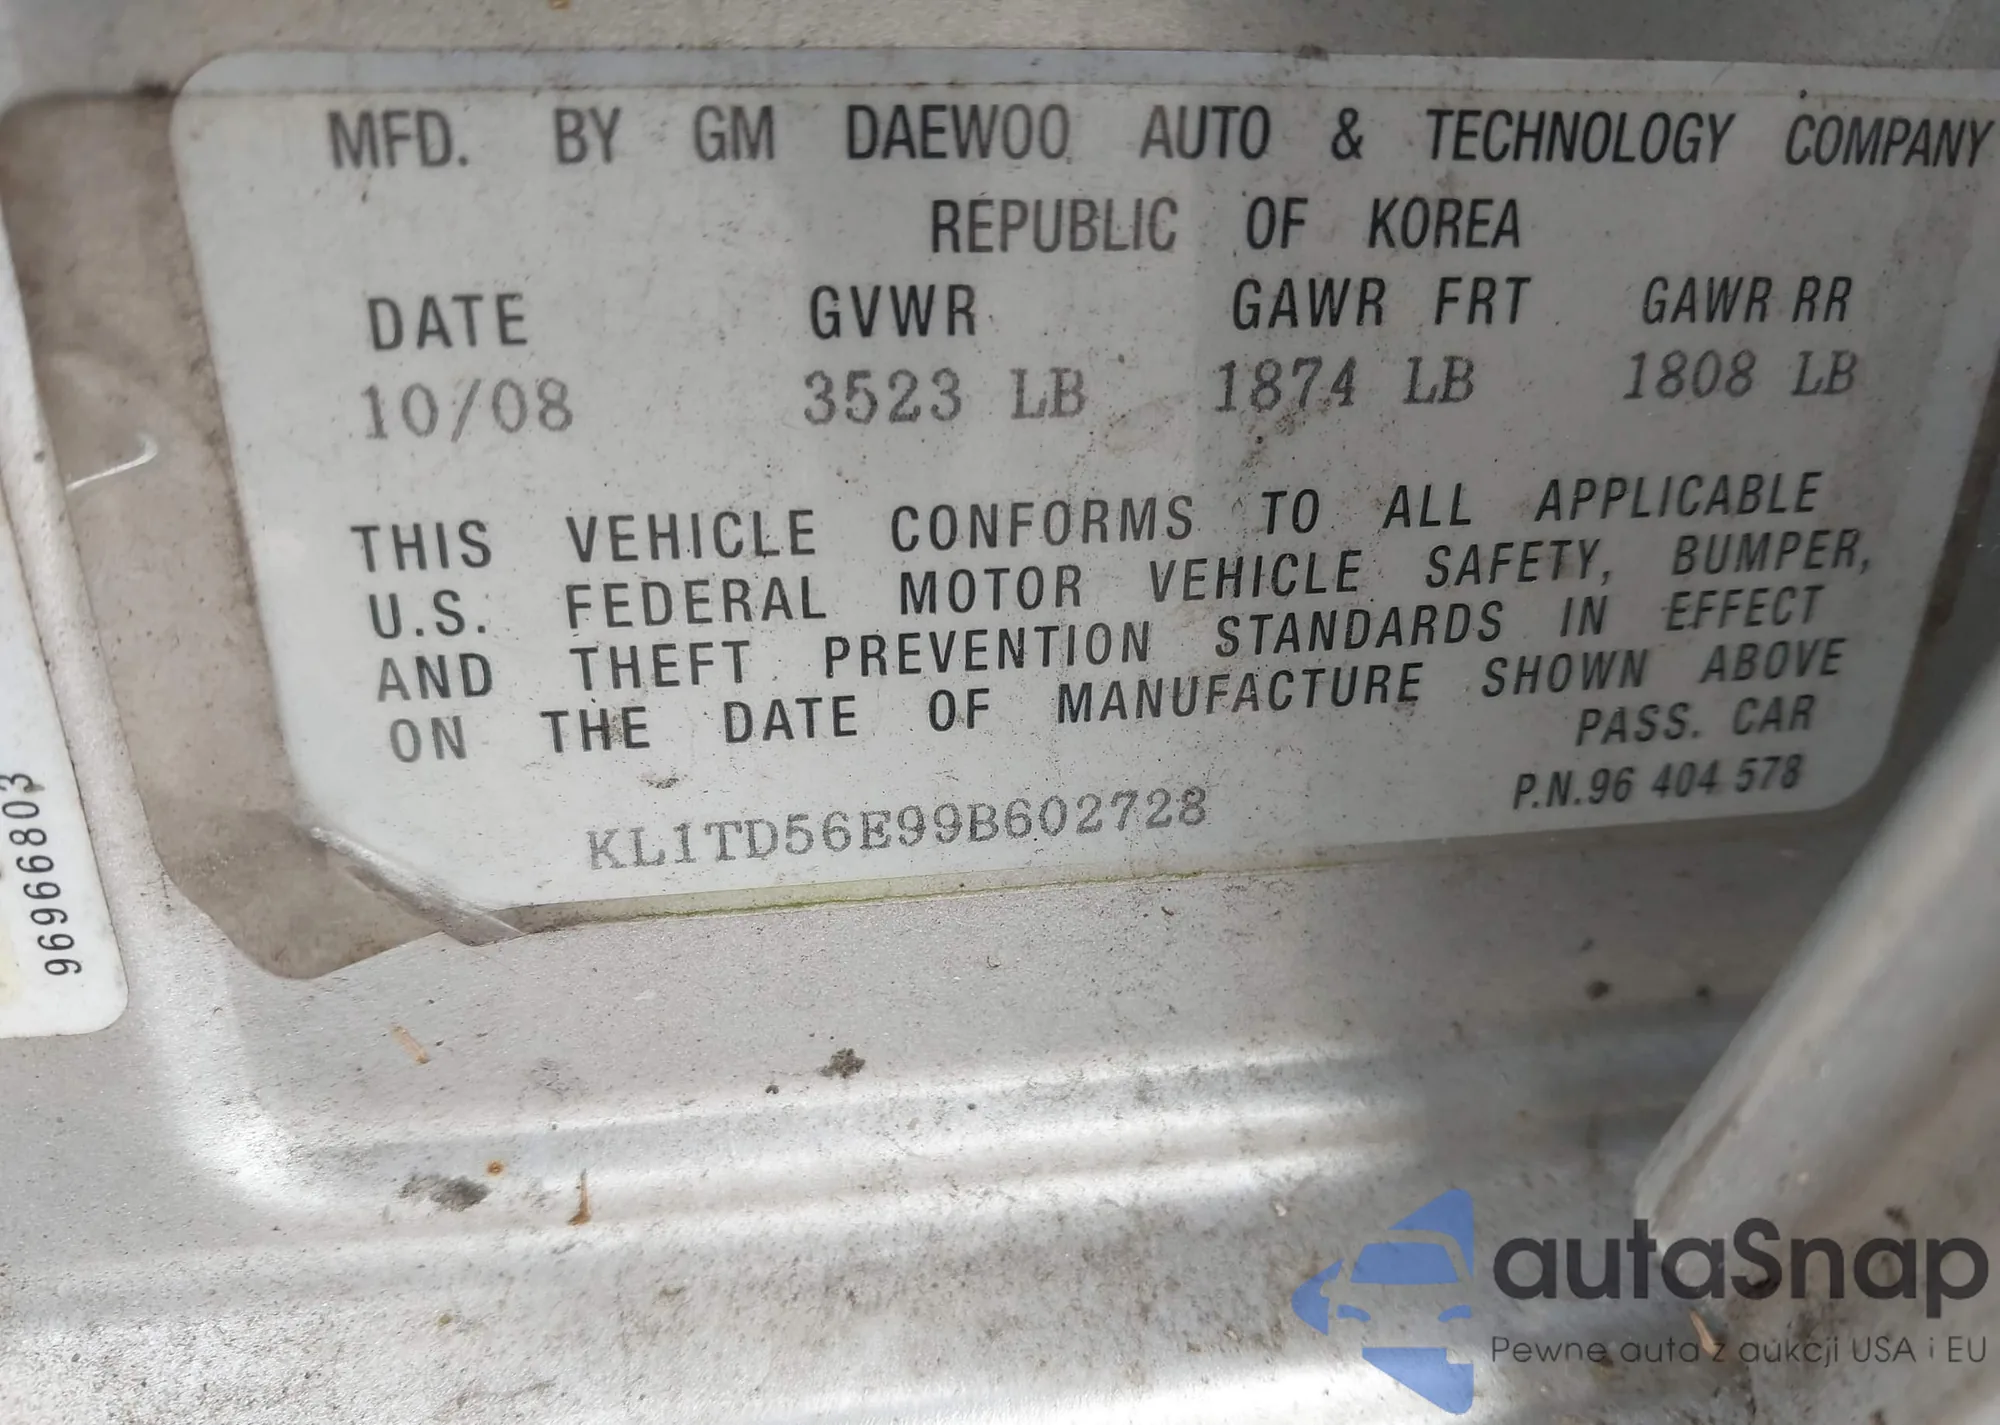 MFD. BY GM DAEWOO AUTO & TECHNOLOGY COMPANY
REPUBLIC OF KOREA
DATE GVWR GAWR FRT GAWR RR
10/08 3523 LB 1874 LB 1808 LB
THIS VEHICLE CONFORMS TO ALL APPLICABLE
U.S. FEDERAL MOTOR VEHICLE SAFETY, BUMPER,
AND THEFT PREVENTION STANDARDS IN EFFECT
ON THE DATE OF MANUFACTURE SHOWN ABOVE
PASS. CAR
KL1TD56E99B602728
P.N.96 404 578
96966803
autaSnap
Pewne auta z aukcji USA i EU